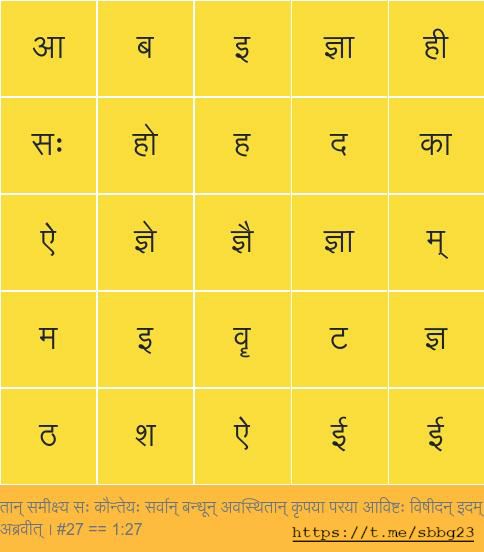 आ ब इ ज्ञा ही
सः हो ह द का
ऐ ज्ञे ज्ञै ज्ञा म्
म इ वॄ ट ज्ञ
ठ श ऐ ई ई
तान् समीक्ष्य सः कौन्तेयः सर्वान् बन्धून् अवस्थितान् कृपया परया आविष्टः विषीदन् इदम्
अब्रवीत् । #27 == 1:27 https://t.me/sbbg23